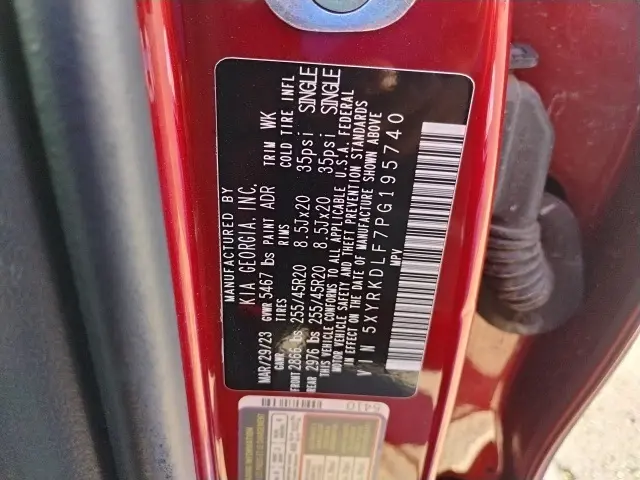 MANUFACTURED BY
KIA GEORGIA, INC.
MAR/29/23 GVWR 5467 lbs PAINT ADR TRIM WK
GAWR TIRES RIMS COLD TIRE INFL
FRONT 2866 lbs 255/45R20 8.5Jx20 35psi SINGLE
REAR 2976 lbs 255/45R20 8.5Jx20 35psi SINGLE
THIS VEHICLE CONFORMS TO ALL APPLICABLE U.S.A. FEDERAL
MOTOR VEHICLE SAFETY AND THEFT PREVENTION STANDARDS
IN EFFECT ON THE DATE OF MANUFACTURE SHOWN ABOVE
VIN 5XYRKDLF7PG195740
MPV